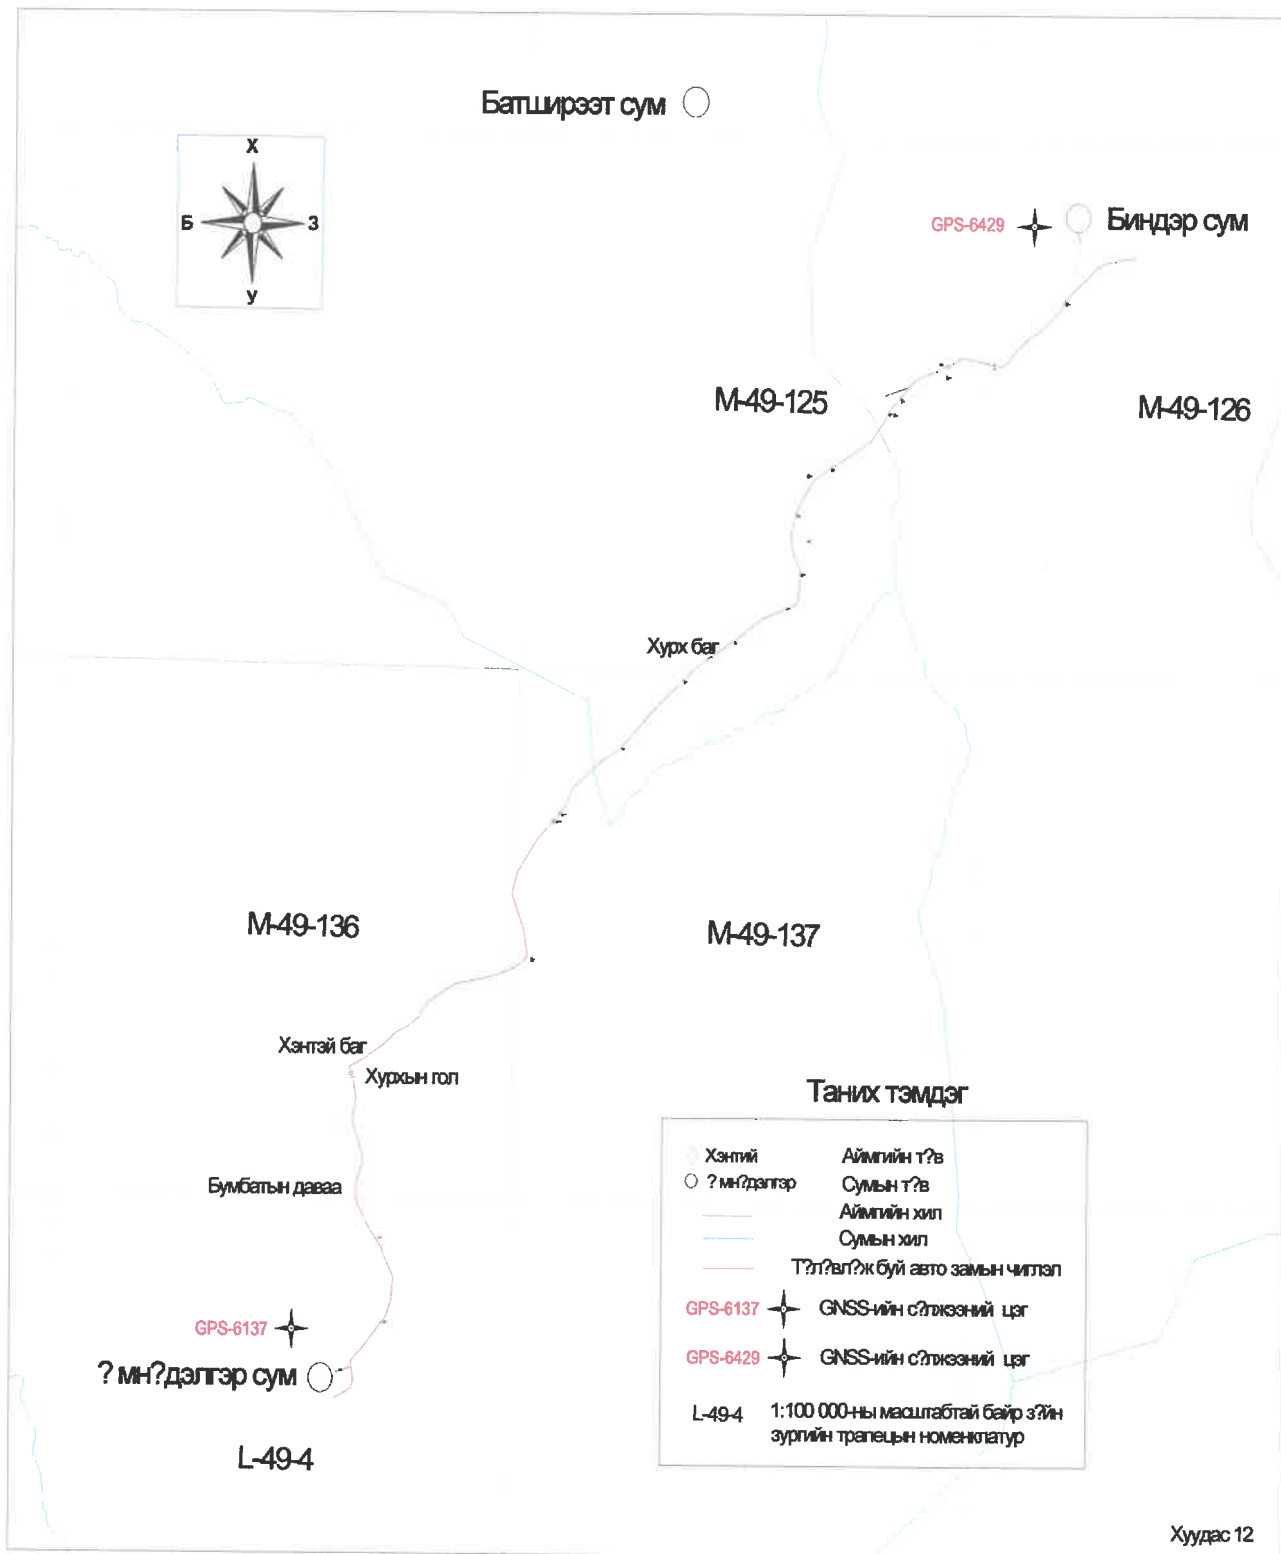 Батширээт сум
Х
Б
З
У
GPS-6429
Биндэр сум
М-49-125
М-49-126
Хурх баг
М-49-136
М-49-137
Хэнтэй баг
Хурхын гол
Бумбатын даваа
GPS-6137
? мн?дэлгэр сум
L-49-4
Таних тэмдэг
Хэнтий Аймгийн т?в
? мн?дэлгэр Сумын т?в
Аймгийн хил
Сумын хил
Т?л?вл?ж буй авто замын чиглэл
GPS-6137 GNSS-ийн с?лжээний цэг
GPS-6429 GNSS-ийн с?лжээний цэг
L-49-4 1:100 000-ны масштабтай байр з?йн
зургийн трапецын номенклатур
Хуудас 12